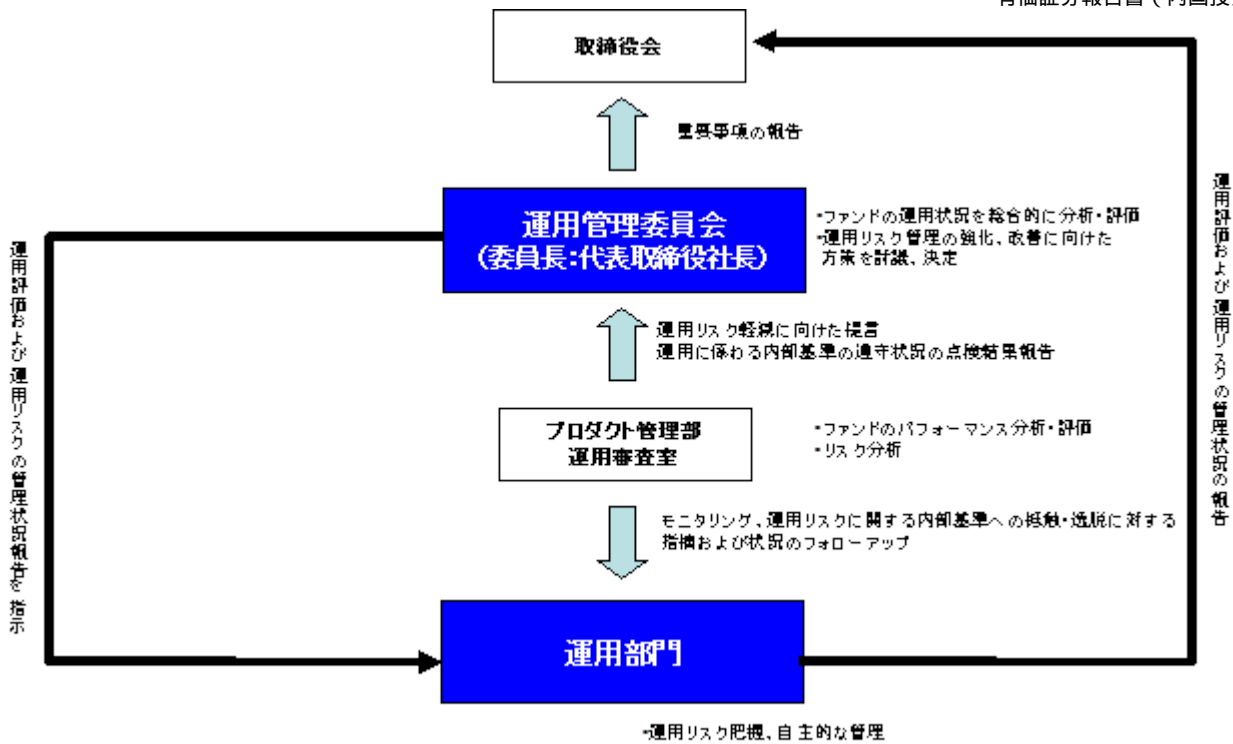 有価証券報告書(内国投
取締役会
重要事項の報告
運用管理委員会
(委員長:代表取締役社長)
・ファンドの運用状況を総合的に分析・評価
・運用リスク管理の強化、改善に向けた
方策を討議、決定
運用リスク軽減に向けた提言
運用に係わる内部基準の遵守状況の点検結果報告
プロダクト管理部
運用審査室
・ファンドのパフォーマンス分析・評価
・リスク分析
モニタリング、運用リスクに関する内部基準への抵触・逸脱に対する
指摘および状況のフォローアップ
運用部門
・運用リスク把握、自主的な管理
運用評価および運用リスクの管理状況報告を指示
運用評価および運用リスクの管理状況の報告